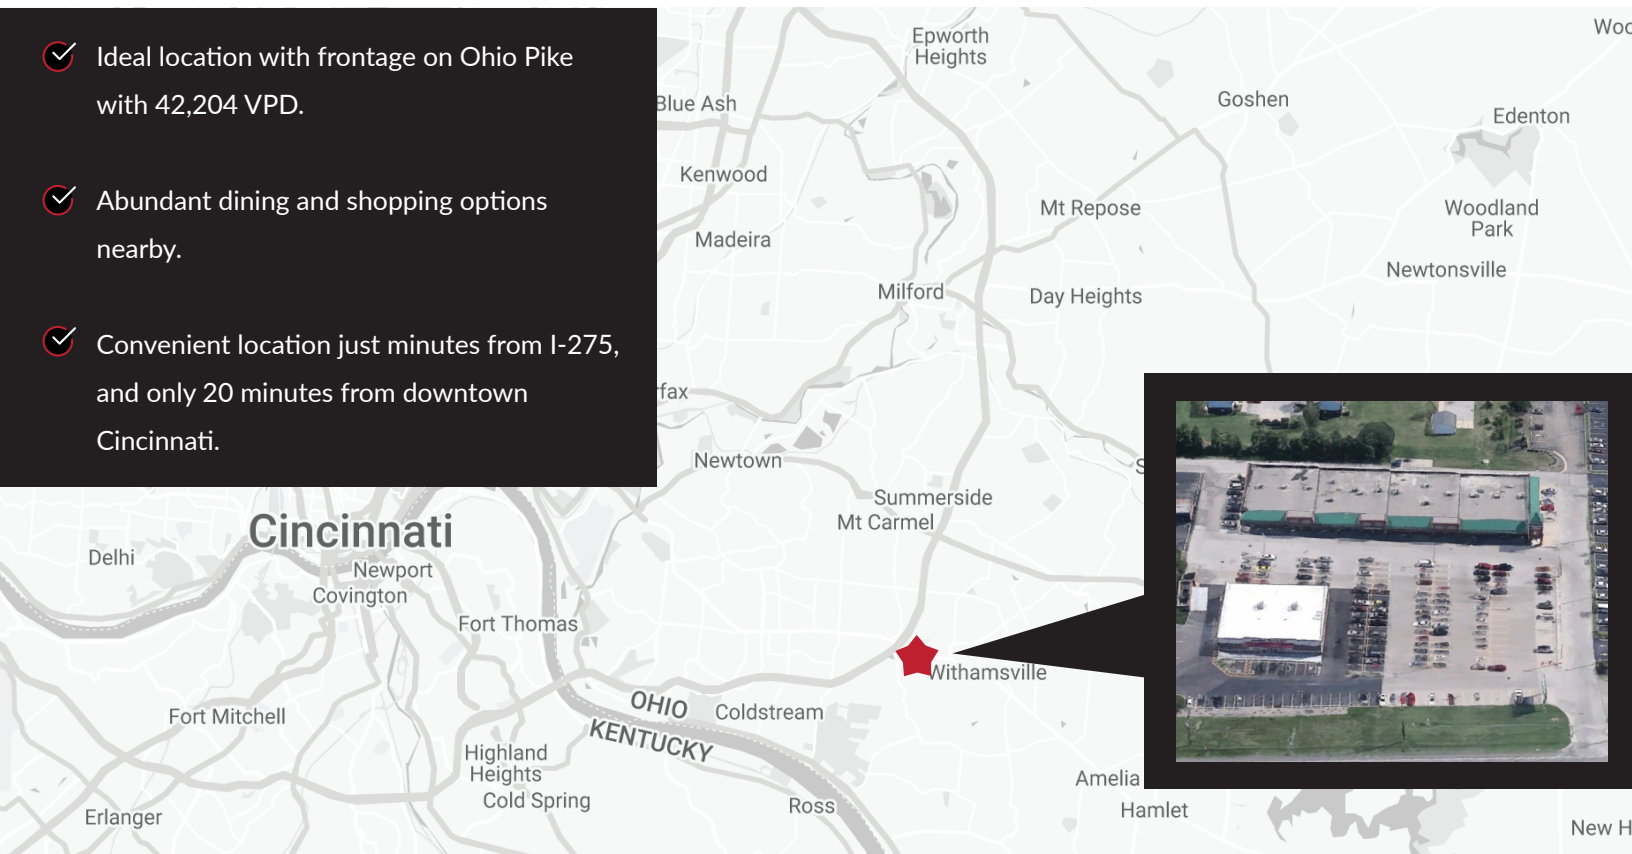 Ideal location with frontage on Ohio Pike
with 42,204 VPD.
Abundant dining and shopping options
nearby.
Convenient location just minutes from I-275,
and only 20 minutes from downtown
Cincinnati.
Epworth
Heights
Blue Ash
Goshen
Edenton
Kenwood
Mt Repose
Woodland
Park
Madeira
Newtonsville
Milford
Day Heights
Newtown
Summerside
Mt Carmel
Cincinnati
Delhi
Newport
Covington
Fort Thomas
Withamsville
OHIO
KENTUCKY
Coldstream
Fort Mitchell
Highland
Heights
Cold Spring
Ross
Erlanger
Amelia
Hamlet
New H